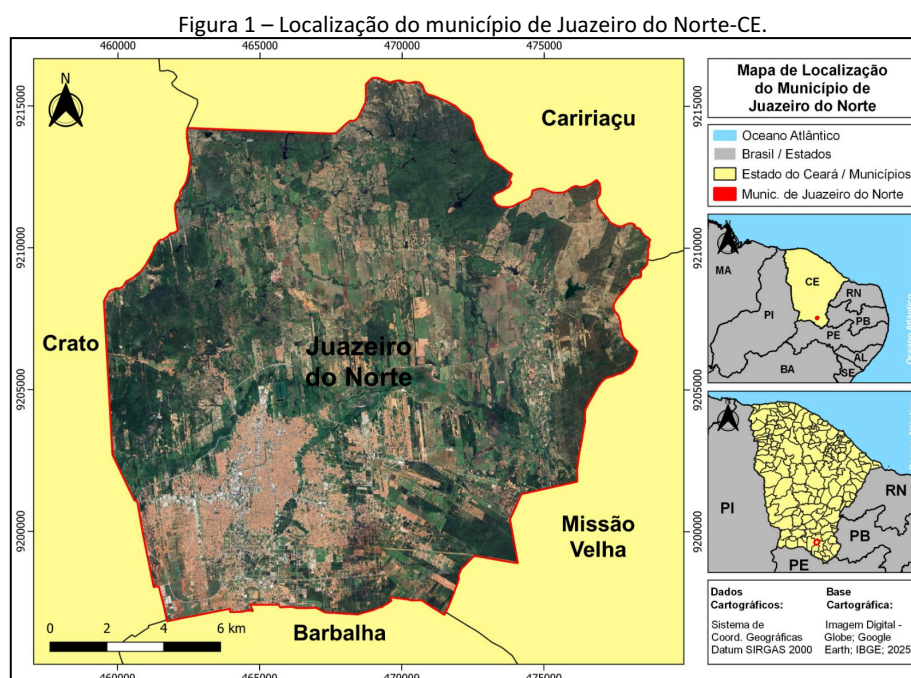 Figura 1 – Localização do município de Juazeiro do Norte-CE.
460000 465000 470000 475000
9215000
9210000
9205000
9200000
N
Caririaçu
Crato
Juazeiro
do Norte
Missão
Velha
Barbalha
0 2 4 6 km
9215000
9210000
9205000
9200000
460000 465000 470000 475000
Mapa de Localização
do Município de
Juazeiro do Norte
Oceano Atlântico
Brasil / Estados
Estado do Ceará / Municípios
Munic. de Juazeiro do Norte
N
MA
CE
RN
PI
PB
PE
AL
BA
SE
Oceano Atlântico
N
RN
PI
PB
PE
Dados
Cartográficos:
Sistema de
Coord. Geográficas
Datum SIRGAS 2000
Base
Cartográfica:
Imagem Digital -
Globe; Google
Earth; IBGE; 2025